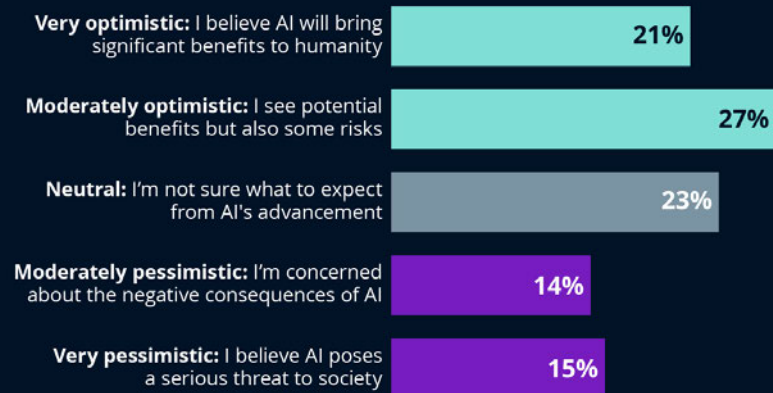 Very optimistic: I believe AI will bring
significant benefits to humanity
21%
Moderately optimistic: I see potential
benefits but also some risks
27%
Neutral: I'm not sure what to expect
from AI's advancement
23%
Moderately pessimistic: I'm concerned
about the negative consequences of AI
14%
Very pessimistic: I believe AI poses
a serious threat to society
15%